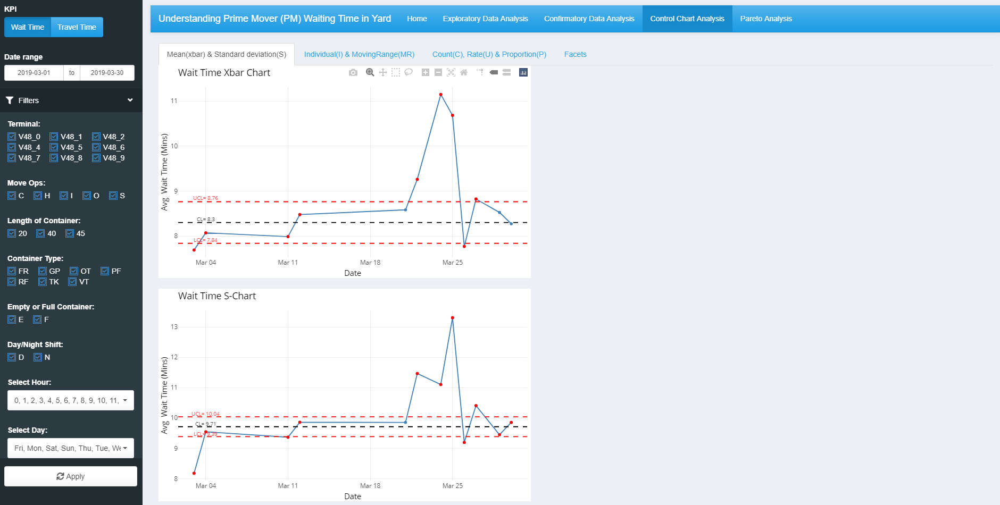 KPI
Wait Time Travel Time
Date range
2019-03-01 to 2019-03-30
Filters
Terminal:
V48_0 V48_1 V48_2
V48_4 V48_5 V48_6
V48_7 V48_8 V48_9
Move Ops:
C H I O S
Length of Container:
20 40 45
Container Type:
FR GP OT PF
RF TK VT
Empty or Full Container:
E F
Day/Night Shift:
D N
Select Hour:
0, 1, 2, 3, 4, 5, 6, 7, 8, 9, 10, 11,
Select Day:
Fri, Mon, Sat, Sun, Thu, Tue, We
Apply
Understanding Prime Mover (PM) Waiting Time in Yard Home Exploratory Data Analysis Confirmatory Data Analysis Control Chart Analysis Pareto Analysis
Mean(xbar) & Standard deviation(S) Individual(I) & MovingRange(MR) Count(C), Rate(U) & Proportion(P) Facets
Wait Time Xbar Chart
Avg Wait Time (Mins)
11
10
9
UCL= 8.76
CL= 8.3
8
LCL= 7.84
Mar 04 Mar 11 Mar 18 Mar 25
Date
Wait Time S-Chart
Avg Wait Time (Mins)
13
12
11
UCL= 10.04
10
CL= 9.71
LCL= 9.39
9
8
Mar 04 Mar 11 Mar 18 Mar 25
Date